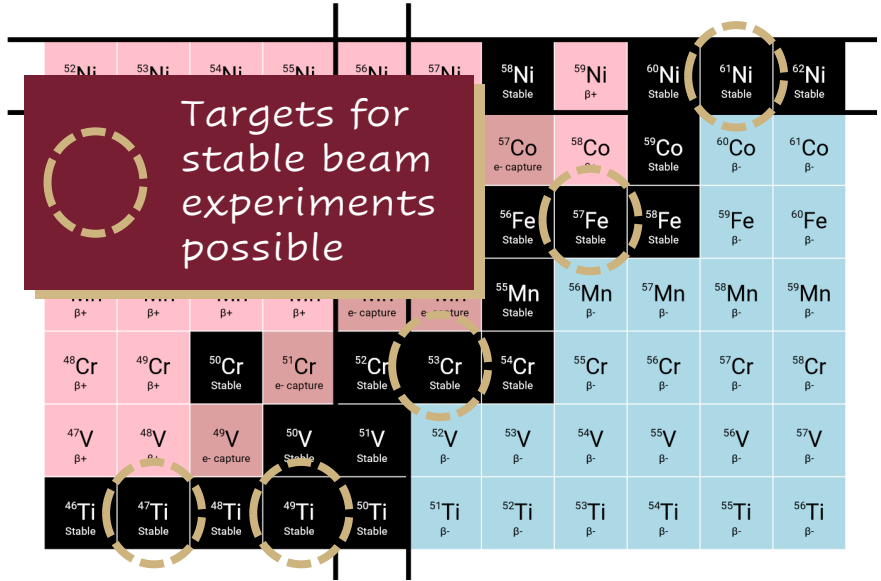 ⁵²Ni ⁵³Ni ⁵⁴Ni ⁵⁵Ni ⁵⁶Ni ⁵⁷Ni ⁵⁸Ni ⁵⁹Ni ⁶⁰Ni ⁶¹Ni ⁶²Ni
Stable β+ Stable Stable Stable
Targets for
stable beam
experiments
possible
⁵⁷Co ⁵⁸Co ⁵⁹Co ⁶⁰Co ⁶¹Co
e- capture β+ Stable β- β-
⁵⁶Fe ⁵⁷Fe ⁵⁸Fe ⁵⁹Fe ⁶⁰Fe
Stable Stable Stable β- β-
⁵⁵Mn ⁵⁶Mn ⁵⁷Mn ⁵⁸Mn ⁵⁹Mn
β+ β+ β+ β+ e- capture e- capture Stable β- β- β- β-
⁴⁸Cr ⁴⁹Cr ⁵⁰Cr ⁵¹Cr ⁵²Cr ⁵³Cr ⁵⁴Cr ⁵⁵Cr ⁵⁶Cr ⁵⁷Cr ⁵⁸Cr
β+ β+ Stable e- capture Stable Stable Stable β- β- β- β-
⁴⁷V ⁴⁸V ⁴⁹V ⁵⁰V ⁵¹V ⁵²V ⁵³V ⁵⁴V ⁵⁵V ⁵⁶V ⁵⁷V
β+ β+ e- capture Stable Stable β- β- β- β- β- β-
⁴⁶Ti ⁴⁷Ti ⁴⁸Ti ⁴⁹Ti ⁵⁰Ti ⁵¹Ti ⁵²Ti ⁵³Ti ⁵⁴Ti ⁵⁵Ti ⁵⁶Ti
Stable Stable Stable Stable Stable β- β- β- β- β- β-